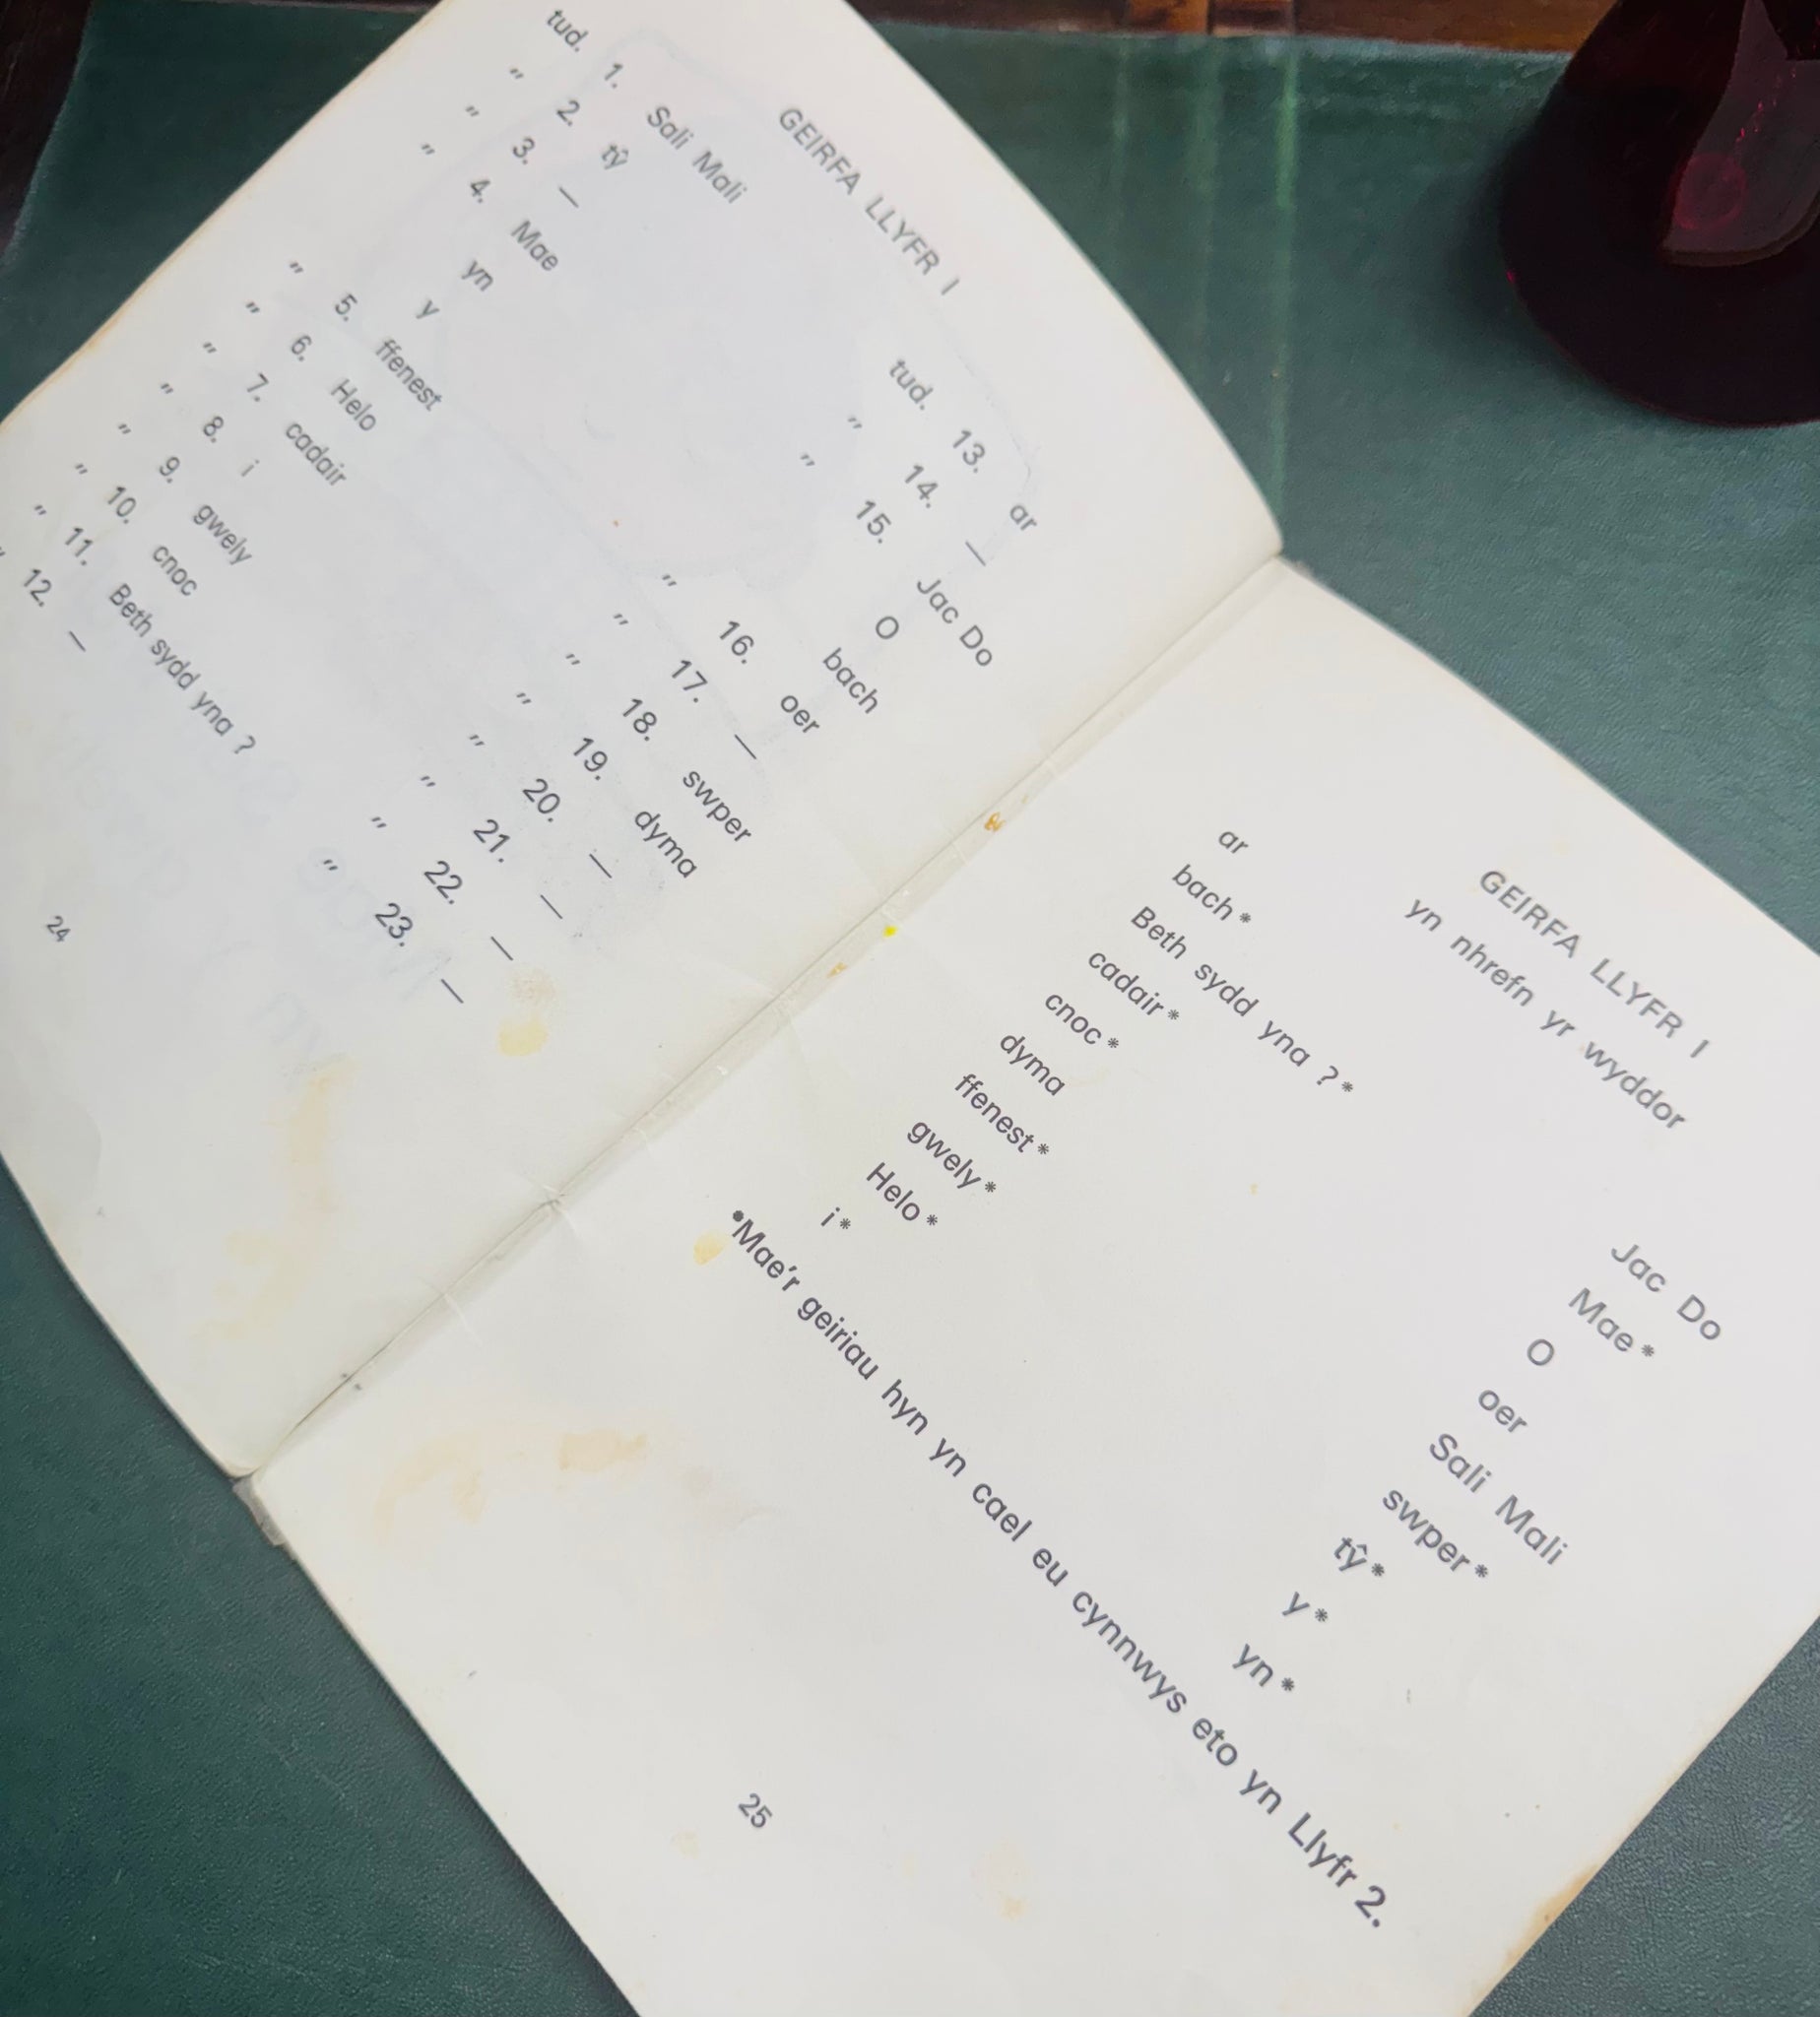 GEIRFA LLYFR 1
tud. 1. Sali Mali
„ 2. tŷ
„ 3. —
„ 4. Mae
yn
y
„ 5. ffenest
„ 6. Helo
„ 7. cadair
„ 8. i
„ 9. gwely
„ 10. cnoc
„ 11. Beth sydd yna ?
„ 12. —
tud. 13. ar
„ 14. —
„ 15. Jac Do
O
bach
„ 16. oer
„ 17. —
„ 18. swper
„ 19. dyma
„ 20. —
„ 21. —
„ 22. —
„ 23. —
24
GEIRFA LLYFR 1
yn nhrefn yr wyddor
ar
bach *
Beth sydd yna ? *
cadair *
cnoc *
dyma
ffenest *
gwely *
Helo *
i *
Jac Do
Mae *
O
oer
Sali Mali
swper *
tŷ *
y *
yn *
*Mae'r geiriau hyn yn cael eu cynnwys eto yn Llyfr 2.
25